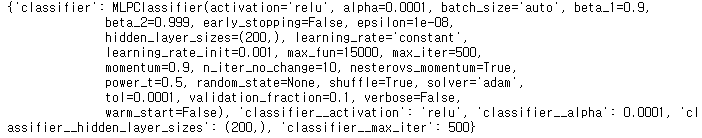 {'classifier': MLPClassifier(activation='relu', alpha=0.0001, batch_size='auto', beta_1=0.9,
              beta_2=0.999, early_stopping=False, epsilon=1e-08,
              hidden_layer_sizes=(200,), learning_rate='constant',
              learning_rate_init=0.001, max_fun=15000, max_iter=500,
              momentum=0.9, n_iter_no_change=10, nesterovs_momentum=True,
              power_t=0.5, random_state=None, shuffle=True, solver='adam',
              tol=0.0001, validation_fraction=0.1, verbose=False,
              warm_start=False), 'classifier__activation': 'relu', 'classifier__alpha': 0.0001, 'cl
assifier__hidden_layer_sizes': (200,), 'classifier__max_iter': 500}